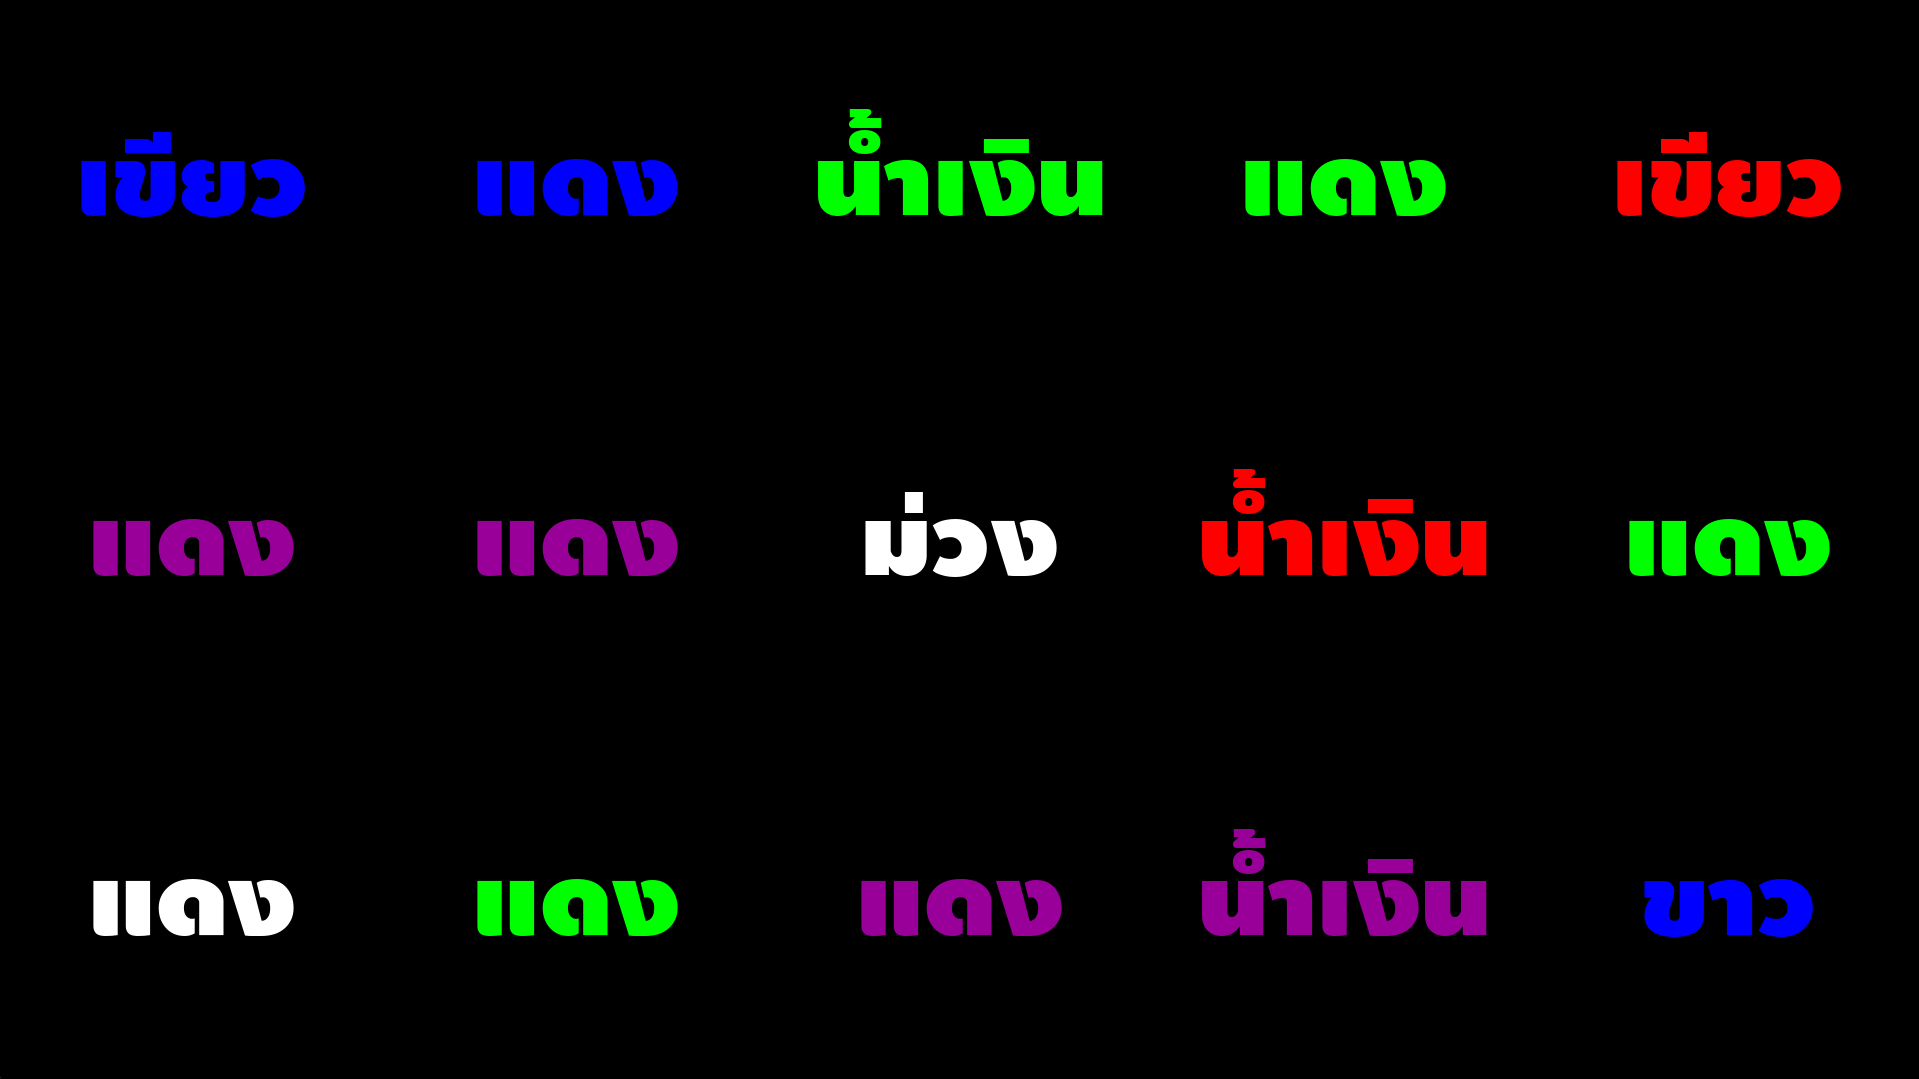 เขียว แดง น้ำเงิน แดง เขียว
แดง แดง ม่วง น้ำเงิน แดง
แดง แดง แดง น้ำเงิน ขาว